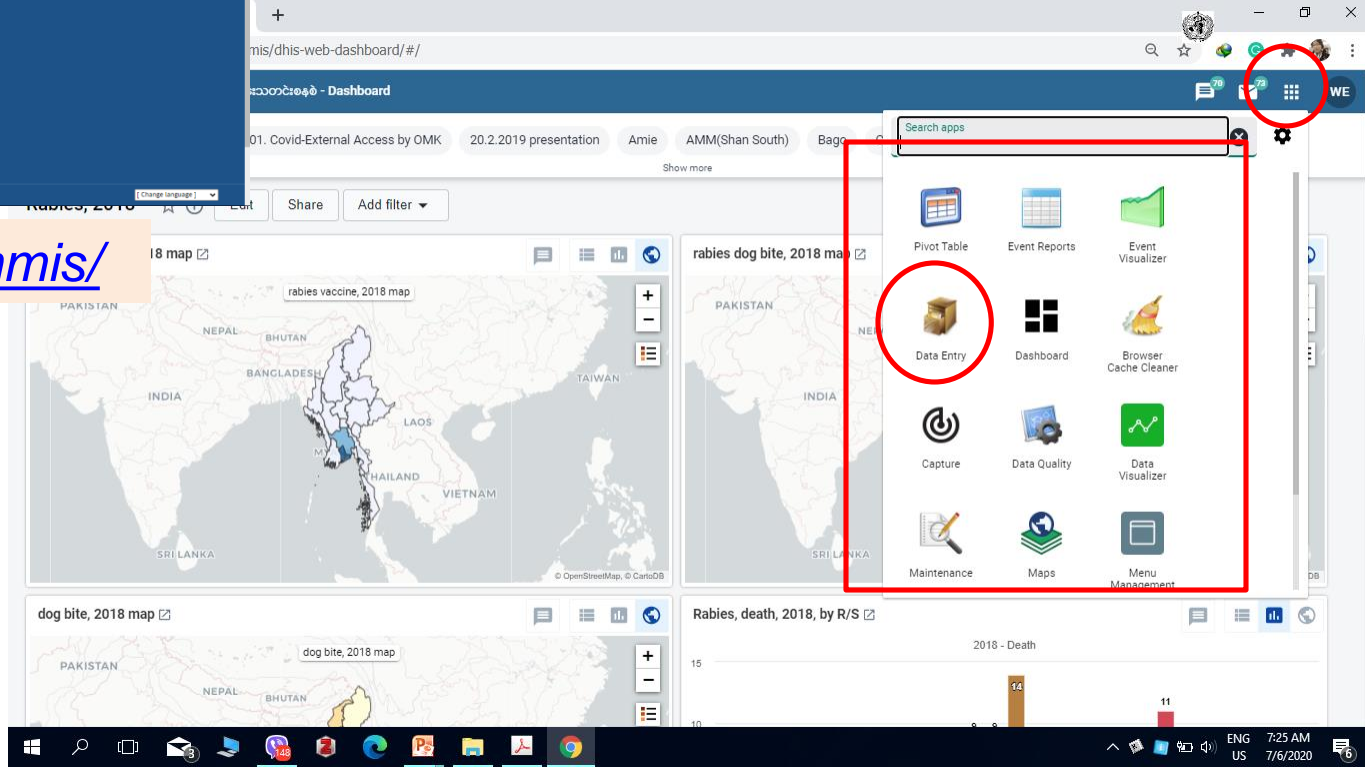 mis/dhis-web-dashboard/#/
းသတင်းစနစ် - Dashboard
70
73
WE
01. Covid-External Access by OMK
20.2.2019 presentation
Amie
AMM(Shan South)
Bago
Show more
Search apps
[ Change language ]
Rabies, 2018
Edit
Share
Add filter
mis/
8 map
rabies vaccine, 2018 map
PAKISTAN
NEPAL
BHUTAN
BANGLADESH
INDIA
TAIWAN
LAOS
THAILAND
VIETNAM
SRI LANKA
© OpenStreetMap, © CartoDB
rabies dog bite, 2018 map
PAKISTAN
INDIA
SRI LANKA
DB
Pivot Table
Event Reports
Event
Visualizer
Data Entry
Dashboard
Browser
Cache Cleaner
Capture
Data Quality
Data
Visualizer
Maintenance
Maps
Menu
Management
dog bite, 2018 map
dog bite, 2018 map
PAKISTAN
NEPAL
BHUTAN
Rabies, death, 2018, by R/S
2018 - Death
15
14
11
10
3
148
ENG
US
7:25 AM
7/6/2020
6